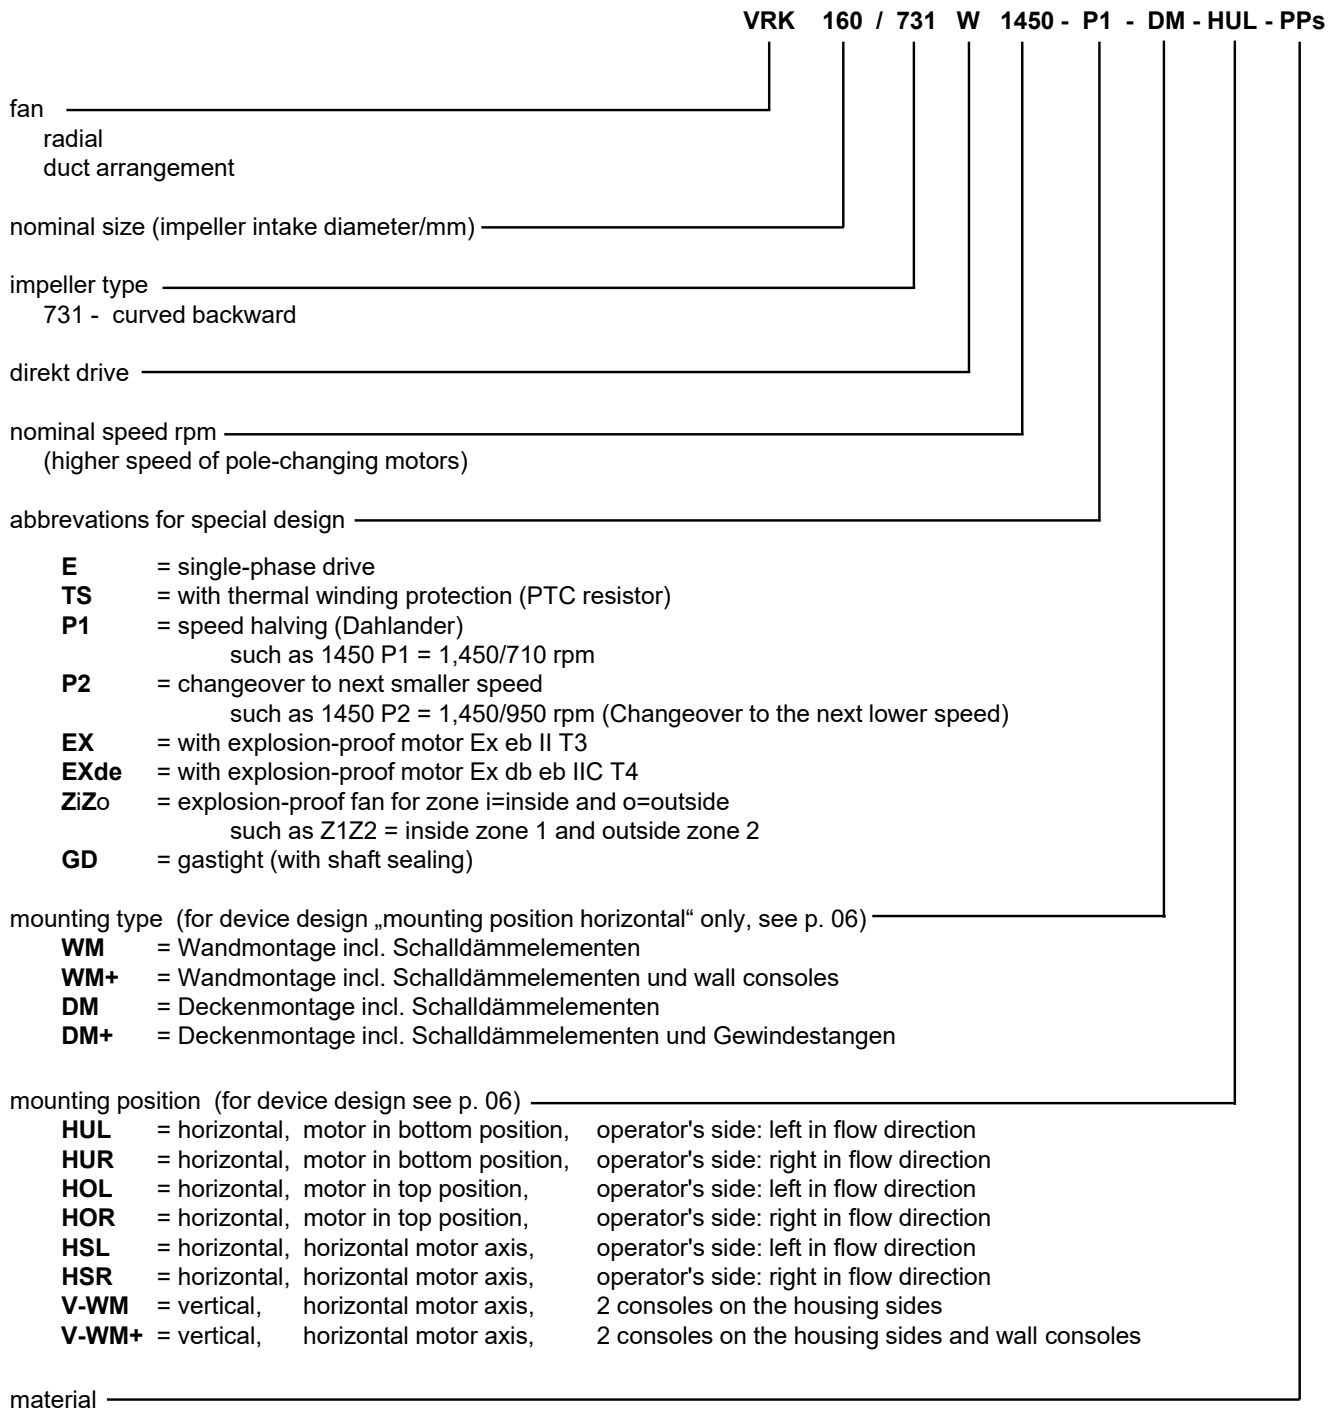 VRK 160 / 731 W 1450 - P1 - DM - HUL - PPs
fan
radial
duct arrangement
nominal size (impeller intake diameter/mm)
impeller type
731 - curved backward
direkt drive
nominal speed rpm
(higher speed of pole-changing motors)
abbrevations for special design
E = single-phase drive
TS = with thermal winding protection (PTC resistor)
P1 = speed halving (Dahlander)
such as 1450 P1 = 1,450/710 rpm
P2 = changeover to next smaller speed
such as 1450 P2 = 1,450/950 rpm (Changeover to the next lower speed)
EX = with explosion-proof motor Ex eb II T3
EXde = with explosion-proof motor Ex db eb IIC T4
ZiZo = explosion-proof fan for zone i=inside and o=outside
such as Z1Z2 = inside zone 1 and outside zone 2
GD = gastight (with shaft sealing)
mounting type (for device design „mounting position horizontal“ only, see p. 06)
WM = Wandmontage incl. Schalldämmelementen
WM+ = Wandmontage incl. Schalldämmelementen und wall consoles
DM = Deckenmontage incl. Schalldämmelementen
DM+ = Deckenmontage incl. Schalldämmelementen und Gewindestangen
mounting position (for device design see p. 06)
HUL = horizontal, motor in bottom position, operator's side: left in flow direction
HUR = horizontal, motor in bottom position, operator's side: right in flow direction
HOL = horizontal, motor in top position, operator's side: left in flow direction
HOR = horizontal, motor in top position, operator's side: right in flow direction
HSL = horizontal, horizontal motor axis, operator's side: left in flow direction
HSR = horizontal, horizontal motor axis, operator's side: right in flow direction
V-WM = vertical, horizontal motor axis, 2 consoles on the housing sides
V-WM+ = vertical, horizontal motor axis, 2 consoles on the housing sides and wall consoles
material